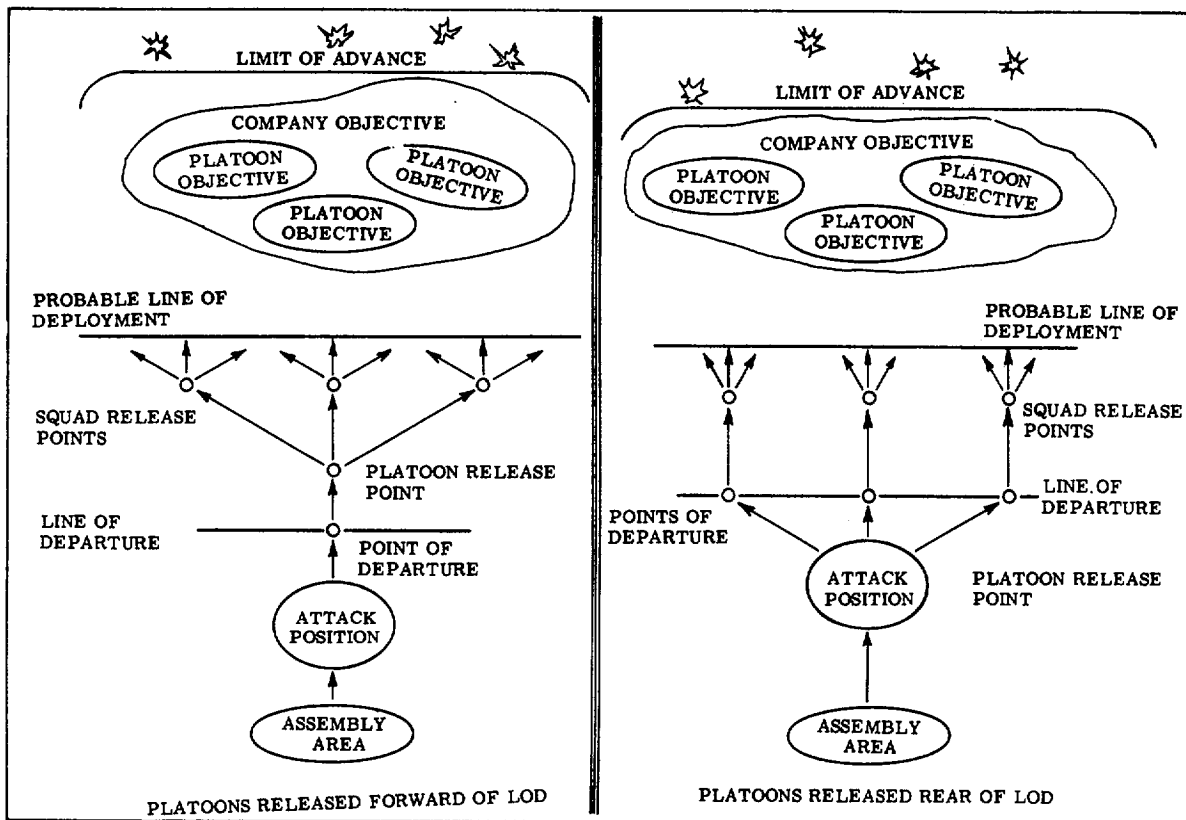 LIMIT OF ADVANCE
COMPANY OBJECTIVE
PLATOON
OBJECTIVE
PLATOON
OBJECTIVE
PLATOON
OBJECTIVE
PROBABLE LINE OF
DEPLOYMENT
SQUAD RELEASE
POINTS
PLATOON RELEASE
POINT
LINE OF
DEPARTURE
POINT OF
DEPARTURE
ATTACK
POSITION
ASSEMBLY
AREA
PLATOONS RELEASED FORWARD OF LOD
LIMIT OF ADVANCE
COMPANY OBJECTIVE
PLATOON
OBJECTIVE
PLATOON
OBJECTIVE
PLATOON
OBJECTIVE
PROBABLE LINE OF
DEPLOYMENT
SQUAD RELEASE
POINTS
LINE. OF
DEPARTURE
POINTS OF
DEPARTURE
ATTACK
POSITION
PLATOON RELEASE
POINT
ASSEMBLY
AREA
PLATOONS RELEASED REAR OF LOD